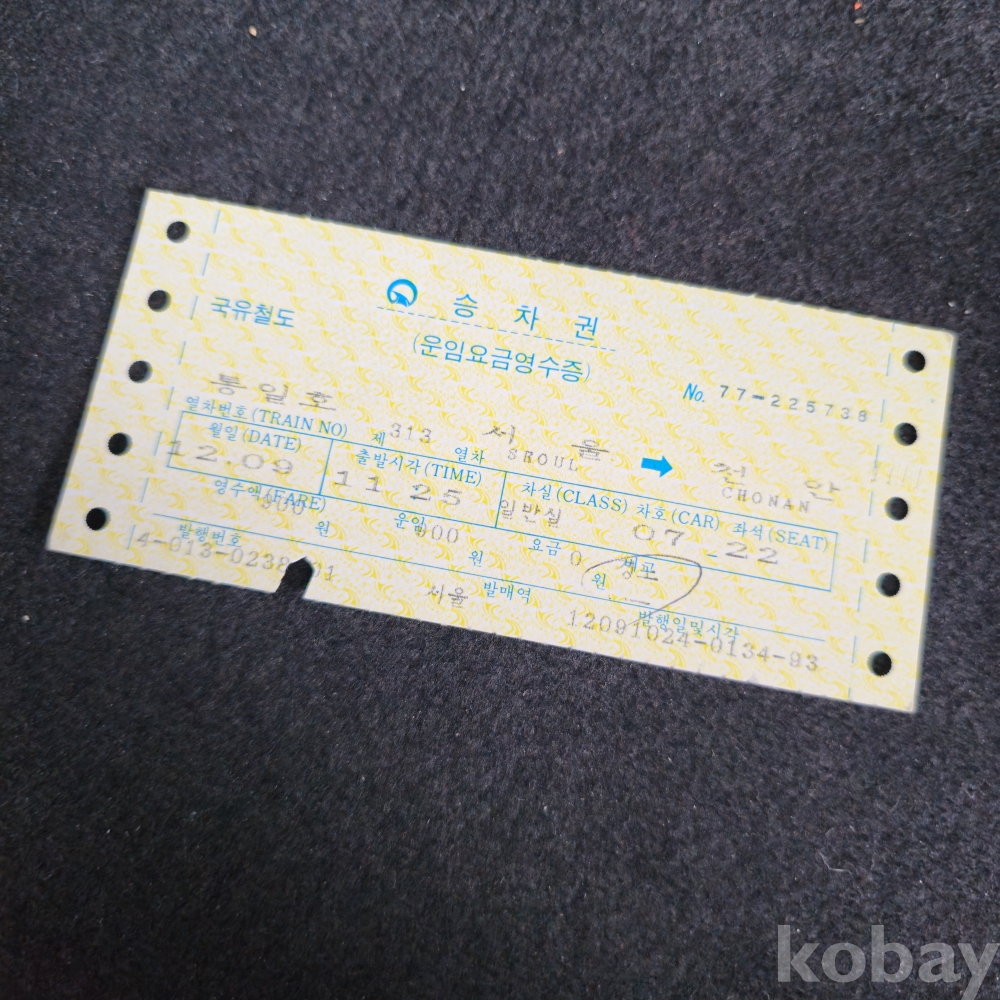 승 차 권
국유철도
(운임요금영수증)
No. 77-225738
통일호
열차번호(TRAIN NO) 제 313 열차
서 울 SEOUL
천 안 CHONAN
월일(DATE) 출발시각(TIME) 차실(CLASS) 차호(CAR) 좌석(SEAT)
12.09 11 25 일반실 07 22
영수액(FARE) 원 운임 원 요금 0 원
발행번호 발매역 발행일및시각
서울 12091024-0134-93
kobay